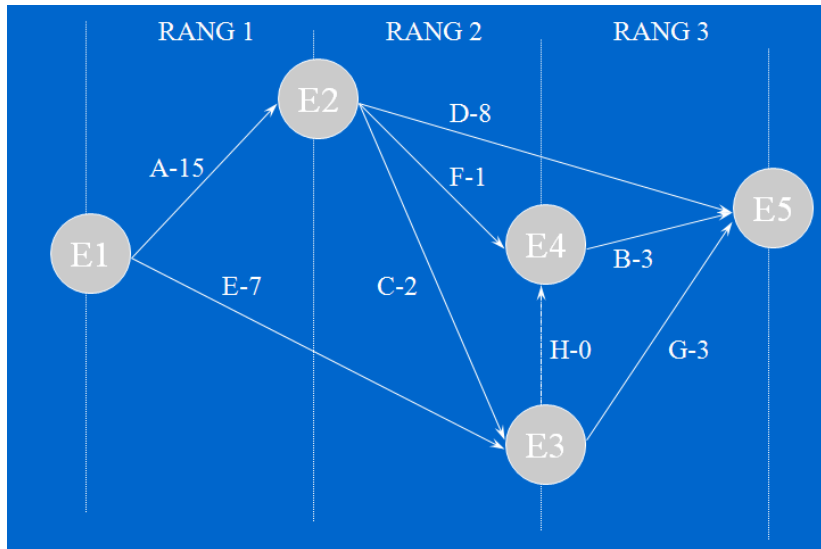 RANG 1 RANG 2 RANG 3
E2
D-8
A-15
F-1
E5
E1
E4
B-3
E-7
C-2
H-0
G-3
E3